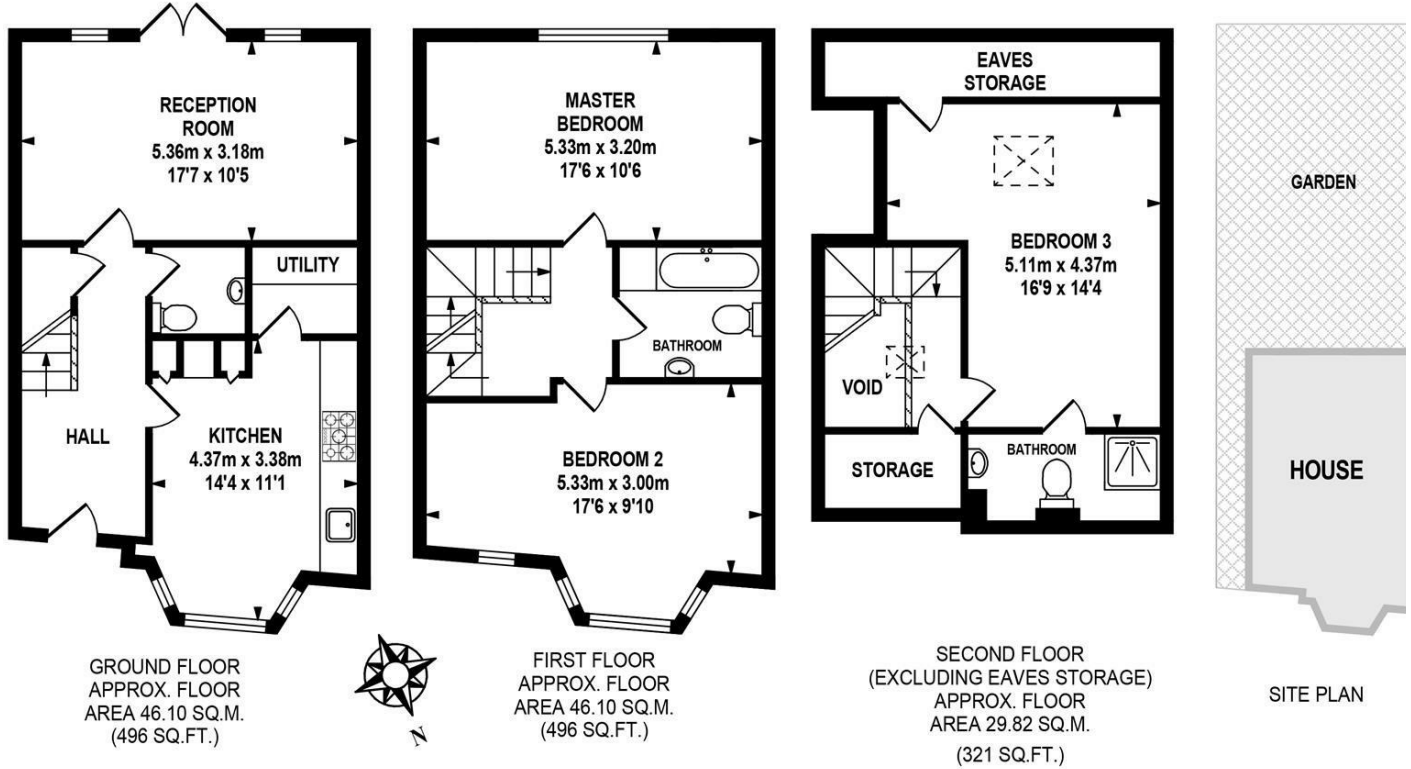 RECEPTION
ROOM
5.36m x 3.18m
17'7 x 10'5
UTILITY
HALL
KITCHEN
4.37m x 3.38m
14'4 x 11'1
GROUND FLOOR
APPROX. FLOOR
AREA 46.10 SQ.M.
(496 SQ.FT.)
MASTER
BEDROOM
5.33m x 3.20m
17'6 x 10'6
BATHROOM
BEDROOM 2
5.33m x 3.00m
17'6 x 9'10
N
FIRST FLOOR
APPROX. FLOOR
AREA 46.10 SQ.M.
(496 SQ.FT.)
EAVES
STORAGE
BEDROOM 3
5.11m x 4.37m
16'9 x 14'4
VOID
STORAGE
BATHROOM
SECOND FLOOR
(EXCLUDING EAVES STORAGE)
APPROX. FLOOR
AREA 29.82 SQ.M.
(321 SQ.FT.)
GARDEN
HOUSE
SITE PLAN